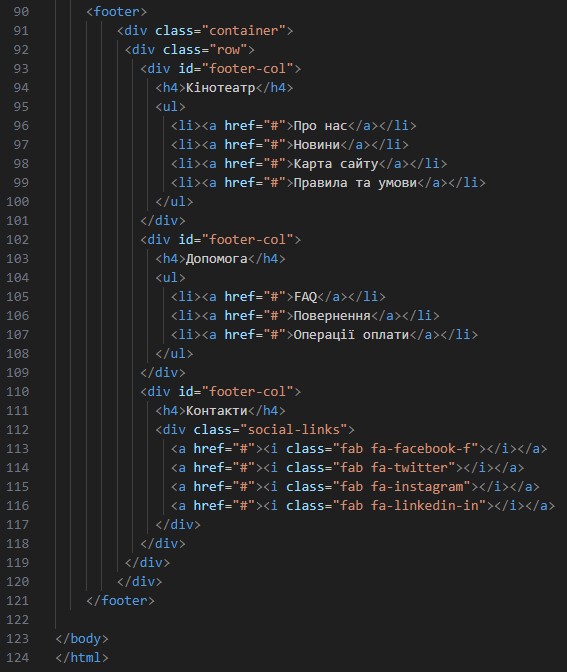 90 <footer>
91 <div class="container">
92 <div class="row">
93 <div id="footer-col">
94 <h4>Кінотеатр</h4>
95 <ul>
96 <li><a href="#">Про нас</a></li>
97 <li><a href="#">Новини</a></li>
98 <li><a href="#">Карта сайту</a></li>
99 <li><a href="#">Правила та умови</a></li>
100 </ul>
101 </div>
102 <div id="footer-col">
103 <h4>Допомога</h4>
104 <ul>
105 <li><a href="#">FAQ</a></li>
106 <li><a href="#">Повернення</a></li>
107 <li><a href="#">Операції оплати</a></li>
108 </ul>
109 </div>
110 <div id="footer-col">
111 <h4>Контакти</h4>
112 <div class="social-links">
113 <a href="#"><i class="fab fa-facebook-f"></i></a>
114 <a href="#"><i class="fab fa-twitter"></i></a>
115 <a href="#"><i class="fab fa-instagram"></i></a>
116 <a href="#"><i class="fab fa-linkedin-in"></i></a>
117 </div>
118 </div>
119 </div>
120 </div>
121 </footer>
122
123 </body>
124 </html>